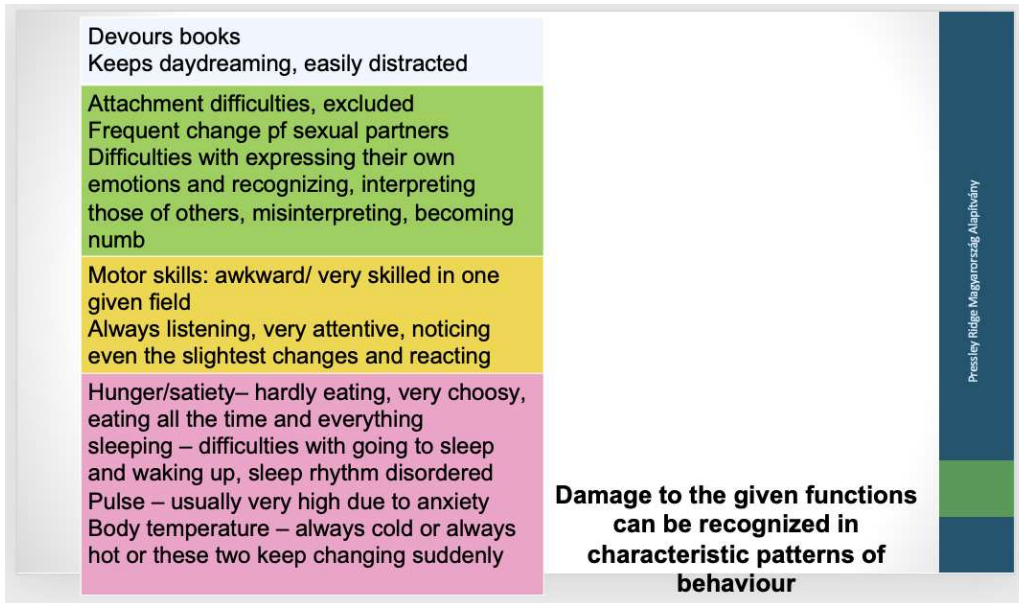 Devours books
Keeps daydreaming, easily distracted
Attachment difficulties, excluded
Frequent change pf sexual partners
Difficulties with expressing their own
emotions and recognizing, interpreting
those of others, misinterpreting, becoming
numb
Motor skills: awkward/ very skilled in one
given field
Always listening, very attentive, noticing
even the slightest changes and reacting
Hunger/satiety– hardly eating, very choosy,
eating all the time and everything
sleeping – difficulties with going to sleep
and waking up, sleep rhythm disordered
Pulse – usually very high due to anxiety
Body temperature – always cold or always
hot or these two keep changing suddenly
Damage to the given functions
can be recognized in
characteristic patterns of
behaviour
Pressley Ridge Magyarország Alapítvány